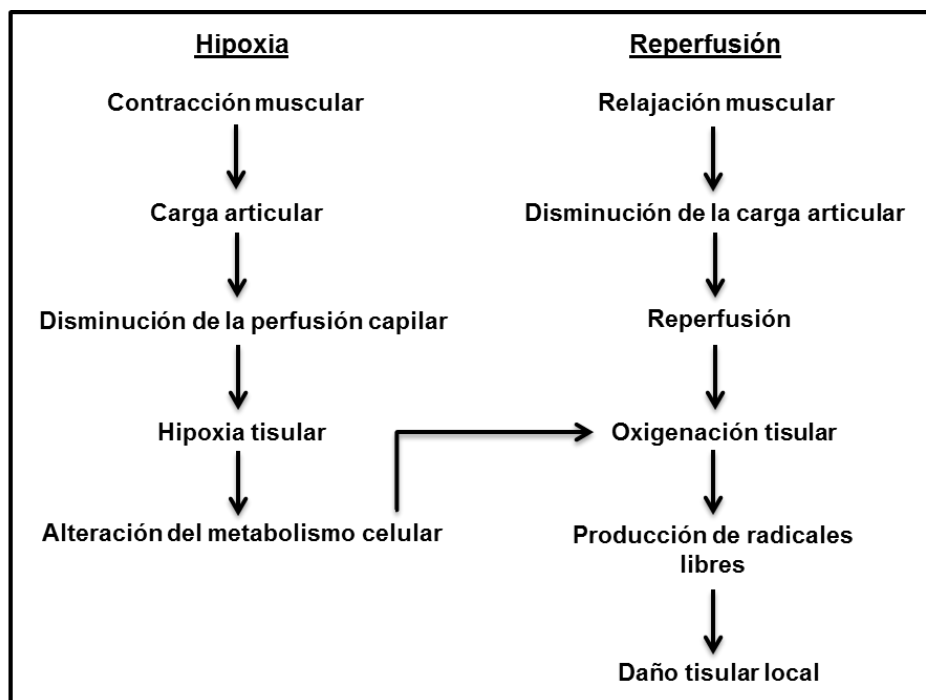 Hipoxia
Contracción muscular
Carga articular
Disminución de la perfusión capilar
Hipoxia tisular
Alteración del metabolismo celular
Reperfusión
Relajación muscular
Disminución de la carga articular
Reperfusión
Oxigenación tisular
Producción de radicales
libres
Daño tisular local